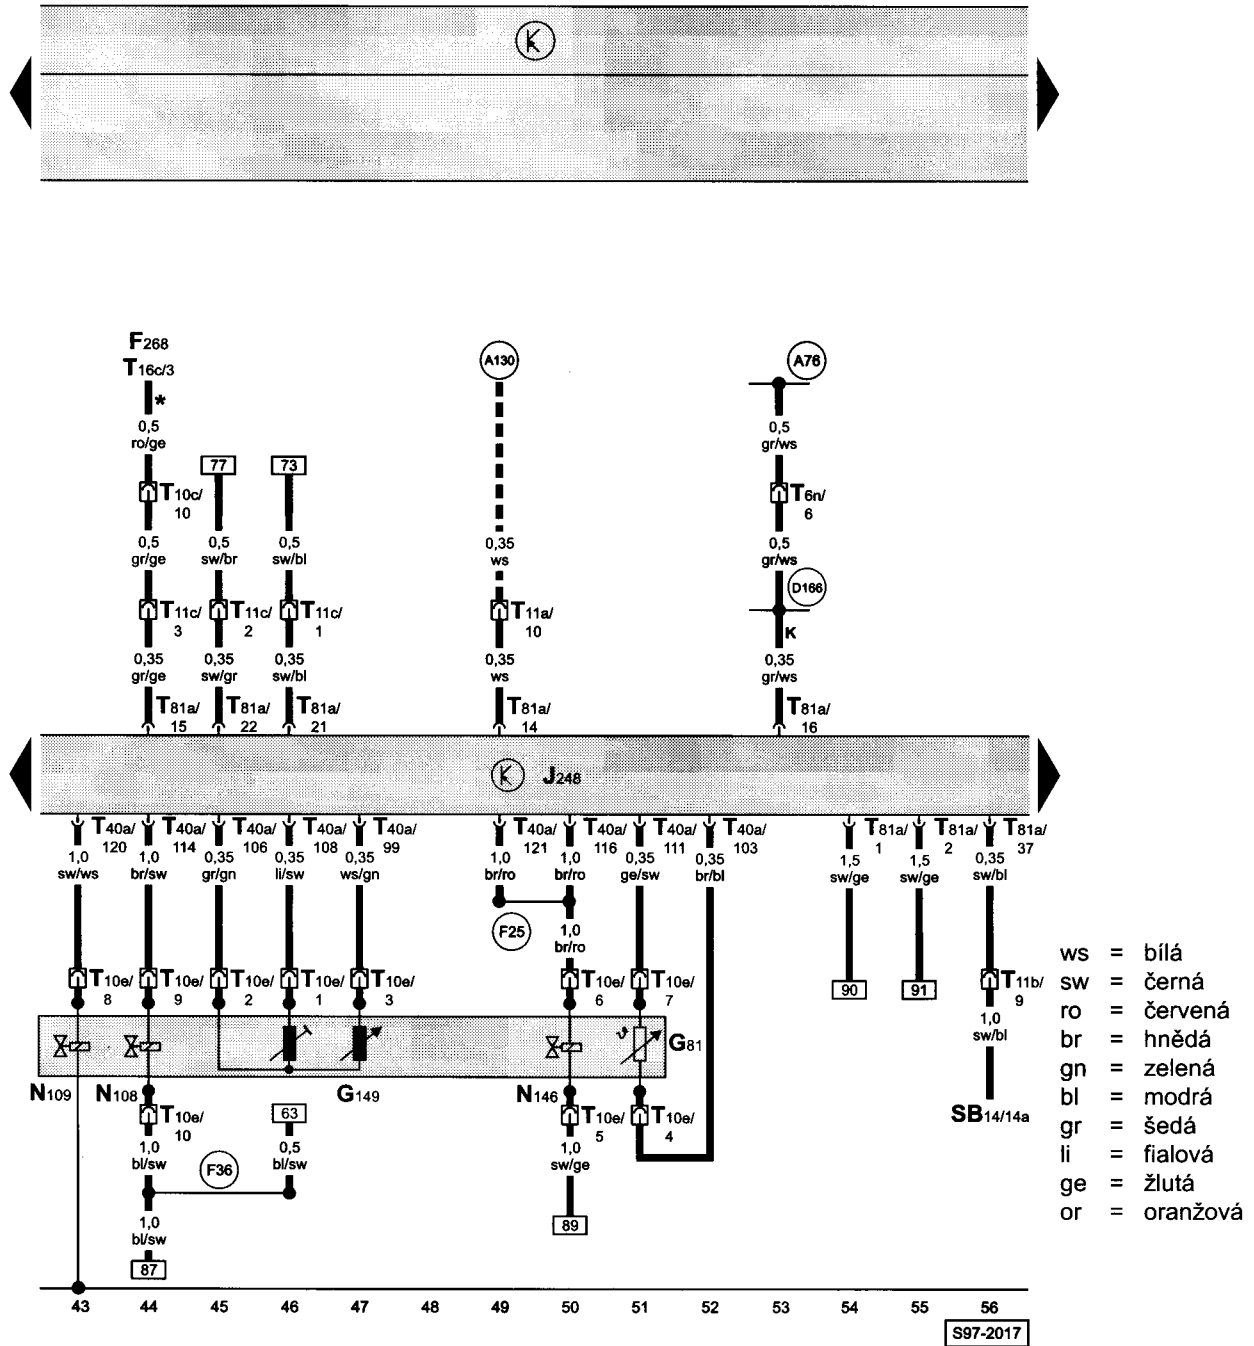 F268
T16c/3
*
0,5
ro/ge
T10c/
10
0,5
gr/ge
T11c/
3
0,35
gr/ge
T81a/
15
77
0,5
sw/br
T11c/
2
0,35
sw/gr
T81a/
22
73
0,5
sw/bl
T11c/
1
0,35
sw/bl
T81a/
21
A130
0,35
ws
T11a/
10
0,35
ws
T81a/
14
A76
0,5
gr/ws
T6n/
6
0,5
gr/ws
D166
K
0,35
gr/ws
T81a/
16
J248
T40a/
120
1,0
sw/ws
T10e/
8
N109
T40a/
114
1,0
br/sw
T10e/
9
N108
T10e/
10
1,0
bl/sw
F36
1,0
bl/sw
87
T40a/
106
0,35
gr/gn
T10e/
2
T40a/
108
0,35
li/sw
T10e/
1
63
0,5
bl/sw
T40a/
99
0,35
ws/gn
T10e/
3
G149
T40a/
121
1,0
br/ro
F25
T40a/
116
1,0
br/ro
1,0
br/ro
T10e/
6
N146
T10e/
5
1,0
sw/ge
89
T40a/
111
0,35
ge/sw
T10e/
7
ϑ
G81
T10e/
4
T40a/
103
0,35
br/bl
T81a/
1
1,5
sw/ge
90
T81a/
2
1,5
sw/ge
91
T81a/
37
0,35
sw/bl
T11b/
9
1,0
sw/bl
SB14/14a
43 44 45 46 47 48 49 50 51 52 53 54 55 56
S97-2017
ws = bílá
sw = černá
ro = červená
br = hnědá
gn = zelená
bl = modrá
gr = šedá
li = fialová
ge = žlutá
or = oranžová